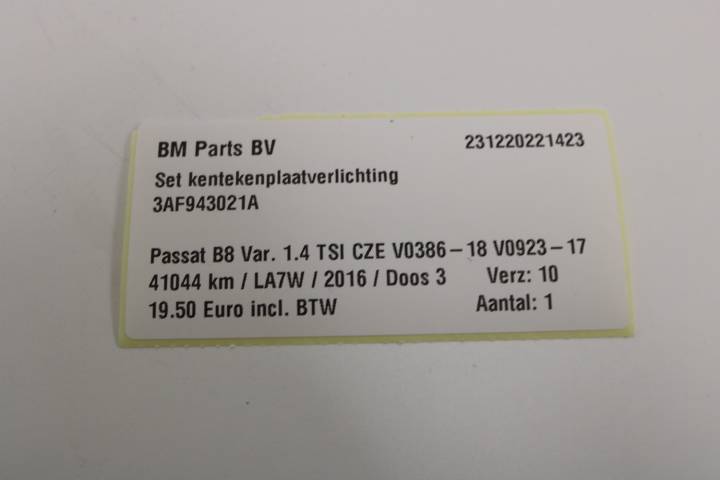 BM Parts BV 231220221423
Set kentekenplaatverlichting
3AF943021A
Passat B8 Var. 1.4 TSI CZE V0386-18 V0923-17
41044 km / LA7W / 2016 / Doos 3 Verz: 10
19.50 Euro incl. BTW Aantal: 1